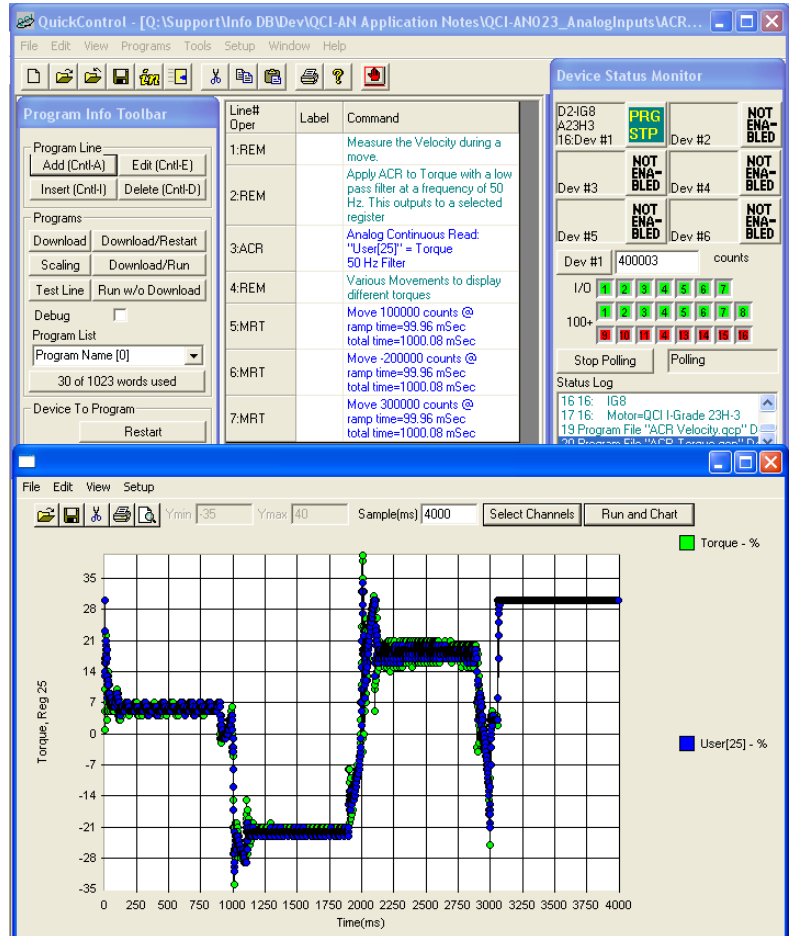 QuickControl - [Q:\Support\Info DB\Dev\QCI-AN Application Notes\QCI-AN023_AnalogInputs\ACR...
File Edit View Programs Tools Setup Window Help
Program Info Toolbar
Program Line
Add (Cntl-A) Edit (Cntl-E)
Insert (Cntl-I) Delete (Cntl-D)
Programs
Download Download/Restart
Scaling Download/Run
Test Line Run w/o Download
Debug
Program List
Program Name [0]
30 of 1023 words used
Device To Program
Restart
Line#
Oper Label Command
1:REM Measure the Velocity during a
move.
2:REM Apply ACR to Torque with a low
pass filter at a frequency of 50
Hz. This outputs to a selected
register
3:ACR Analog Continuous Read:
"User[25]" = Torque
50 Hz Filter
4:REM Various Movements to display
different torques
5:MRT Move 100000 counts @
ramp time=99.96 mSec
total time=1000.08 mSec
6:MRT Move -200000 counts @
ramp time=99.96 mSec
total time=1000.08 mSec
7:MRT Move 300000 counts @
ramp time=99.96 mSec
total time=1000.08 mSec
Device Status Monitor
D2-IG8
A23H3
16:Dev #1
PRG
STP
Dev #2
NOT
ENA-
BLED
Dev #3
NOT
ENA-
BLED
Dev #4
NOT
ENA-
BLED
Dev #5
NOT
ENA-
BLED
Dev #6
NOT
ENA-
BLED
Dev #1 400003 counts
I/O 1 2 3 4 5 6 7
100+ 1 2 3 4 5 6 7 8
9 10 11 4 13 14 15 16
Stop Polling Polling
Status Log
16 16: IG8
17 16: Motor=QCI I-Grade 23H-3
19 Program File "ACR Velocity.qcp" D
20 Program File "ACR Torque.qcp" D
File Edit View Setup
Ymin -35 Ymax 40 Sample(ms) 4000 Select Channels Run and Chart
Torque - %
User[25] - %
Torque, Reg 25
35
28
21
14
7
0
-7
-14
-21
-28
-35
0 250 500 750 1000 1250 1500 1750 2000 2250 2500 2750 3000 3250 3500 3750 4000
Time(ms)